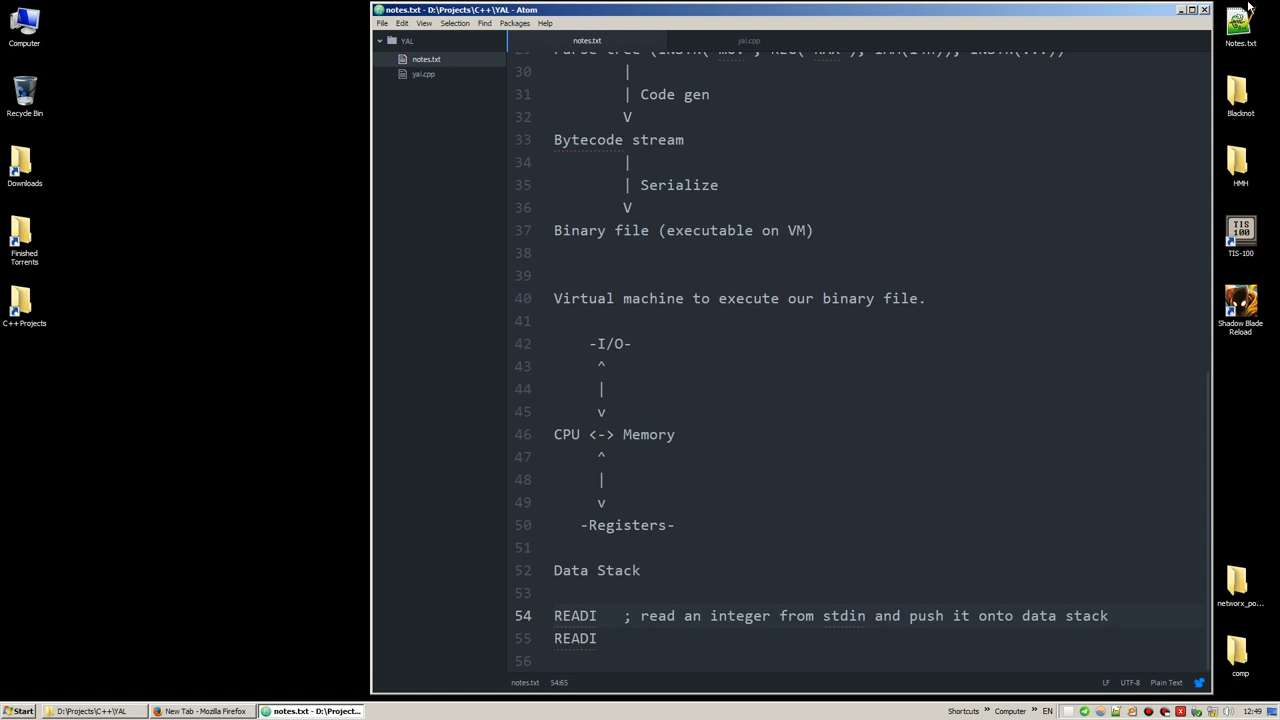 notes.txt - D:\Projects\C++\YAL - Atom
File Edit View Selection Find Packages Help
YAL
notes.txt
yal.cpp
notes.txt yal.cpp
30 |
31 | Code gen
32 V
33 Bytecode stream
34 |
35 | Serialize
36 V
37 Binary file (executable on VM)
38
39
40 Virtual machine to execute our binary file.
41
42 -I/O-
43 ^
44 |
45 v
46 CPU <-> Memory
47 ^
48 |
49 v
50 -Registers-
51
52 Data Stack
53
54 READI ; read an integer from stdin and push it onto data stack
55 READI
56
notes.txt 54:65 LF UTF-8 Plain Text
Computer
Recycle Bin
Downloads
Finished
Torrents
C++ Projects
Notes.txt
Blacknot
HMH
TIS
100
TIS-100
Shadow Blade
Reload
networx_po...
comp
Start D:\Projects\C++\YAL New Tab - Mozilla Firefox notes.txt - D:\Project... Shortcuts » Computer » EN 12:49